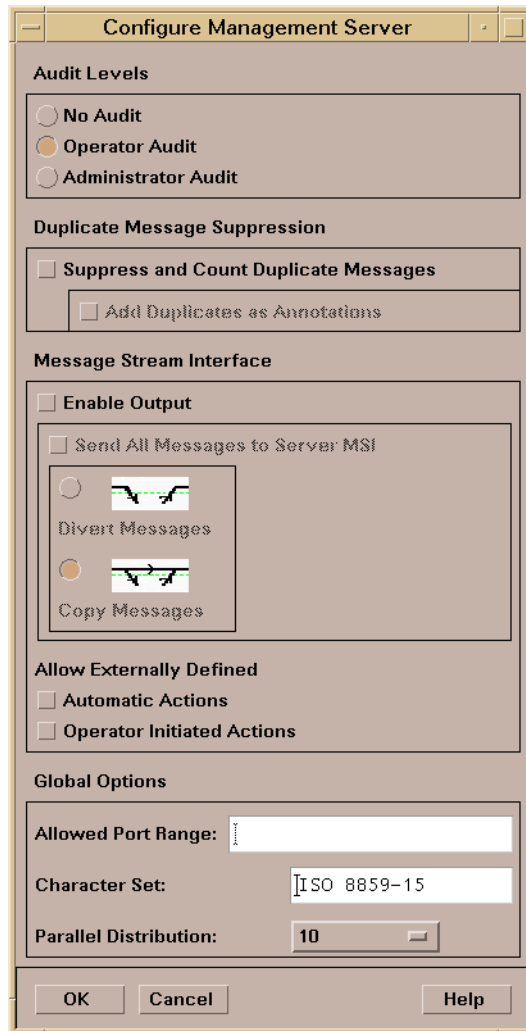 Configure Management Server
Audit Levels
No Audit
Operator Audit
Administrator Audit
Duplicate Message Suppression
Suppress and Count Duplicate Messages
Add Duplicates as Annotations
Message Stream Interface
Enable Output
Send All Messages to Server MSI
Divert Messages
Copy Messages
Allow Externally Defined
Automatic Actions
Operator Initiated Actions
Global Options
Allowed Port Range:
Character Set: ISO 8859-15
Parallel Distribution: 10
OK Cancel Help